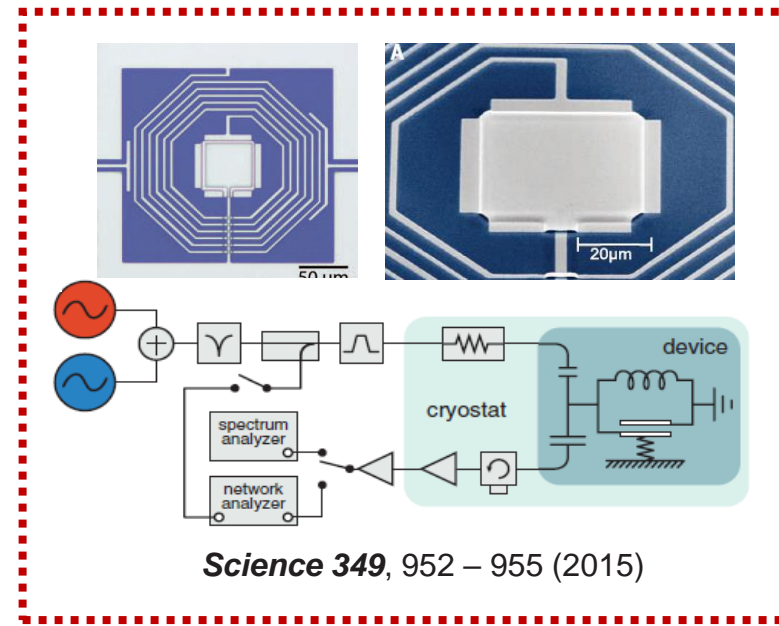 A
50 µm
20µm
device
cryostat
spectrum
analyzer
network
analyzer
Science 349, 952 – 955 (2015)